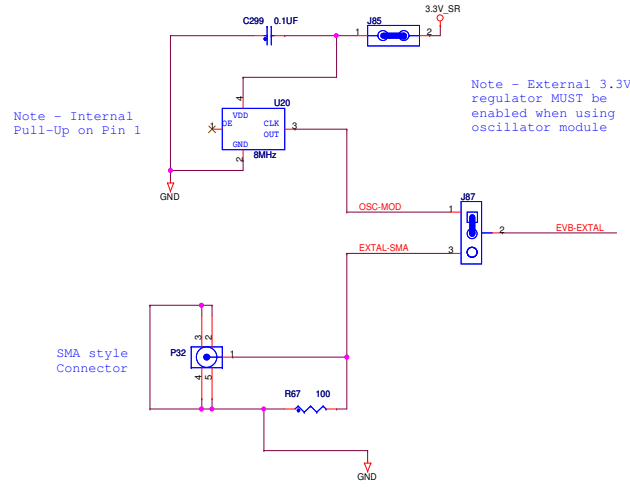 3.3V_SR
C299 0.1UF
J85
1 2
Note - External 3.3V
regulator MUST be
enabled when using
oscillator module
4
U20
Note - Internal
Pull-Up on Pin 1
VDD
1 OE CLK 3
OUT
GND
8MHz
2
GND
J87
OSC-MOD 1
2 EVB-EXTAL
EXTAL-SMA 3
3 2
SMA style
Connector
P32 1
4 5
R67 100
GND